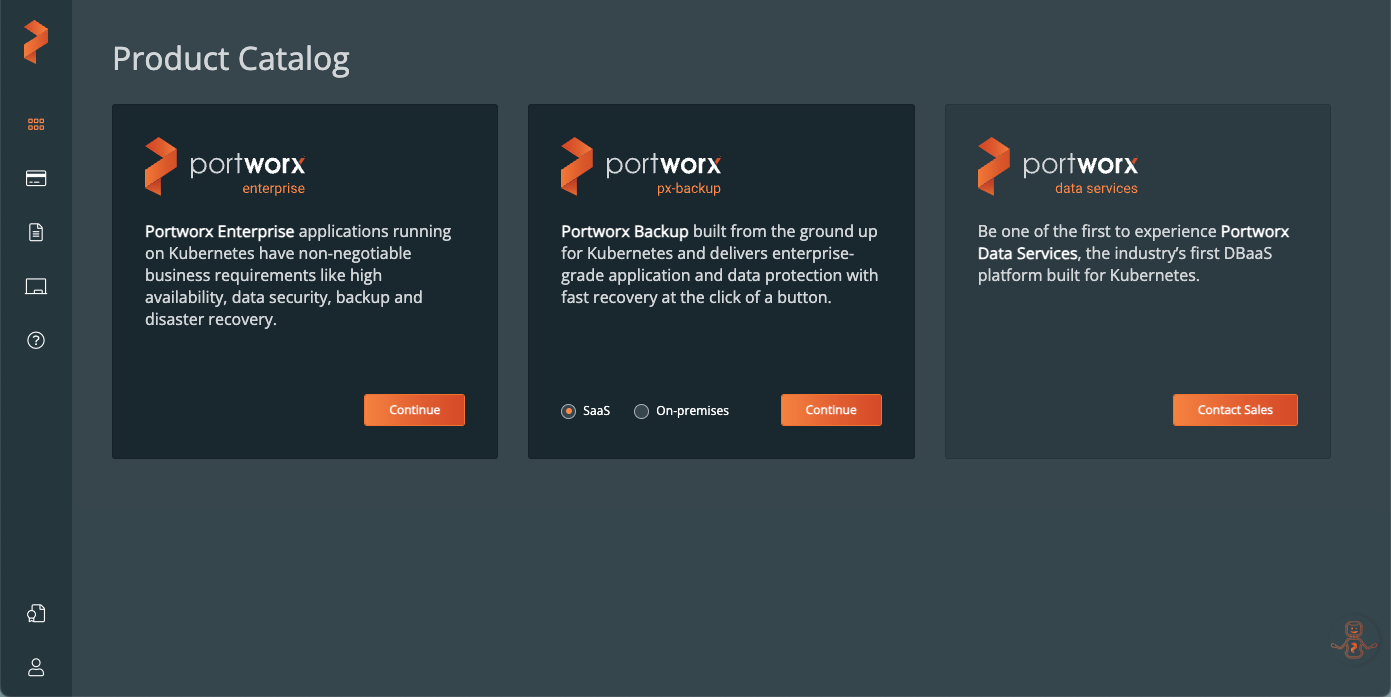 Product Catalog
portworx
enterprise
Portworx Enterprise applications running
on Kubernetes have non-negotiable
business requirements like high
availability, data security, backup and
disaster recovery.
Continue
portworx
px-backup
Portworx Backup built from the ground up
for Kubernetes and delivers enterprise-
grade application and data protection with
fast recovery at the click of a button.
SaaS
On-premises
Continue
portworx
data services
Be one of the first to experience Portworx
Data Services, the industry’s first DBaaS
platform built for Kubernetes.
Contact Sales